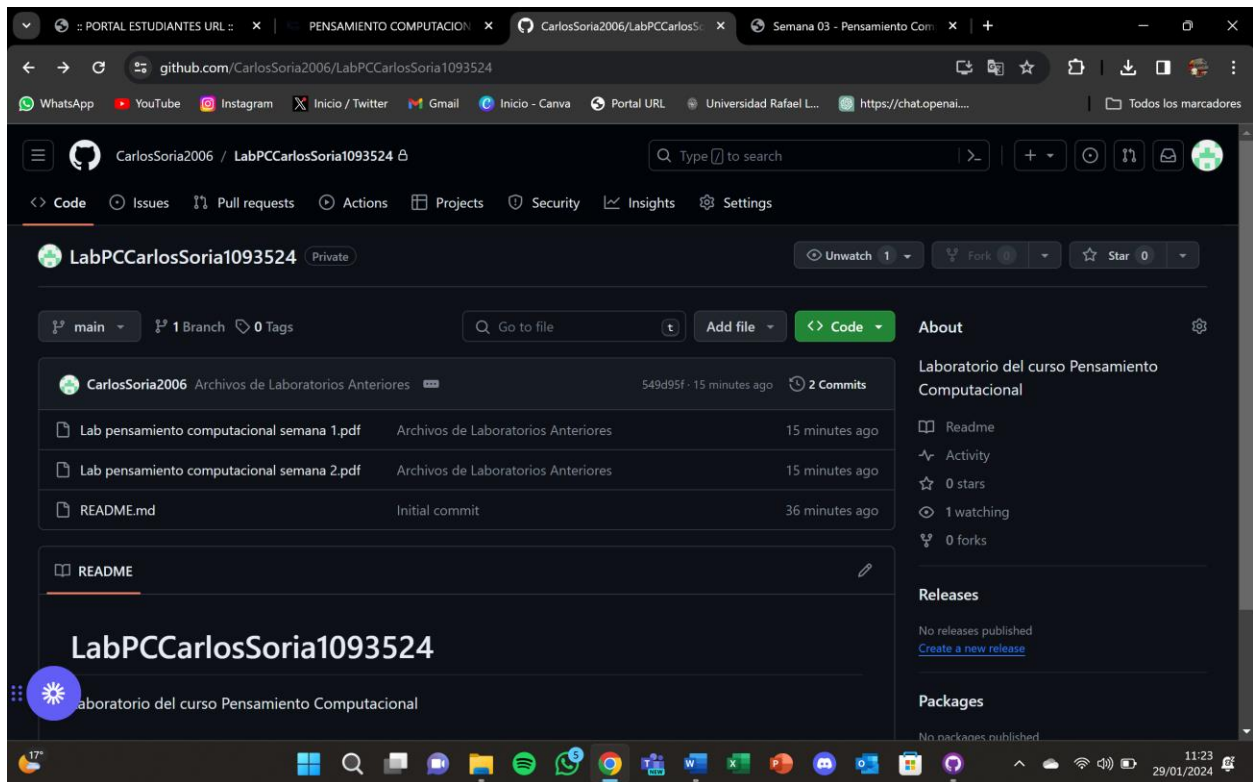 :: PORTAL ESTUDIANTES URL ::
PENSAMIENTO COMPUTACION
CarlosSoria2006/LabPCCarlosSo
Semana 03 - Pensamiento Com
github.com/CarlosSoria2006/LabPCCarlosSoria1093524
WhatsApp YouTube Instagram Inicio / Twitter Gmail Inicio - Canva Portal URL Universidad Rafael L... https://chat.openai.... Todos los marcadores
CarlosSoria2006 / LabPCCarlosSoria1093524
Type / to search
Code Issues Pull requests Actions Projects Security Insights Settings
LabPCCarlosSoria1093524 Private
Unwatch 1 Fork 0 Star 0
main 1 Branch 0 Tags
Go to file t Add file Code
CarlosSoria2006 Archivos de Laboratorios Anteriores 549d95f · 15 minutes ago 2 Commits
Lab pensamiento computacional semana 1.pdf Archivos de Laboratorios Anteriores 15 minutes ago
Lab pensamiento computacional semana 2.pdf Archivos de Laboratorios Anteriores 15 minutes ago
README.md Initial commit 36 minutes ago
README
LabPCCarlosSoria1093524
aboratorio del curso Pensamiento Computacional
About
Laboratorio del curso Pensamiento
Computacional
Readme
Activity
0 stars
1 watching
0 forks
Releases
No releases published
Create a new release
Packages
No packages published
17°
5
NEW
11:23
29/01/2024